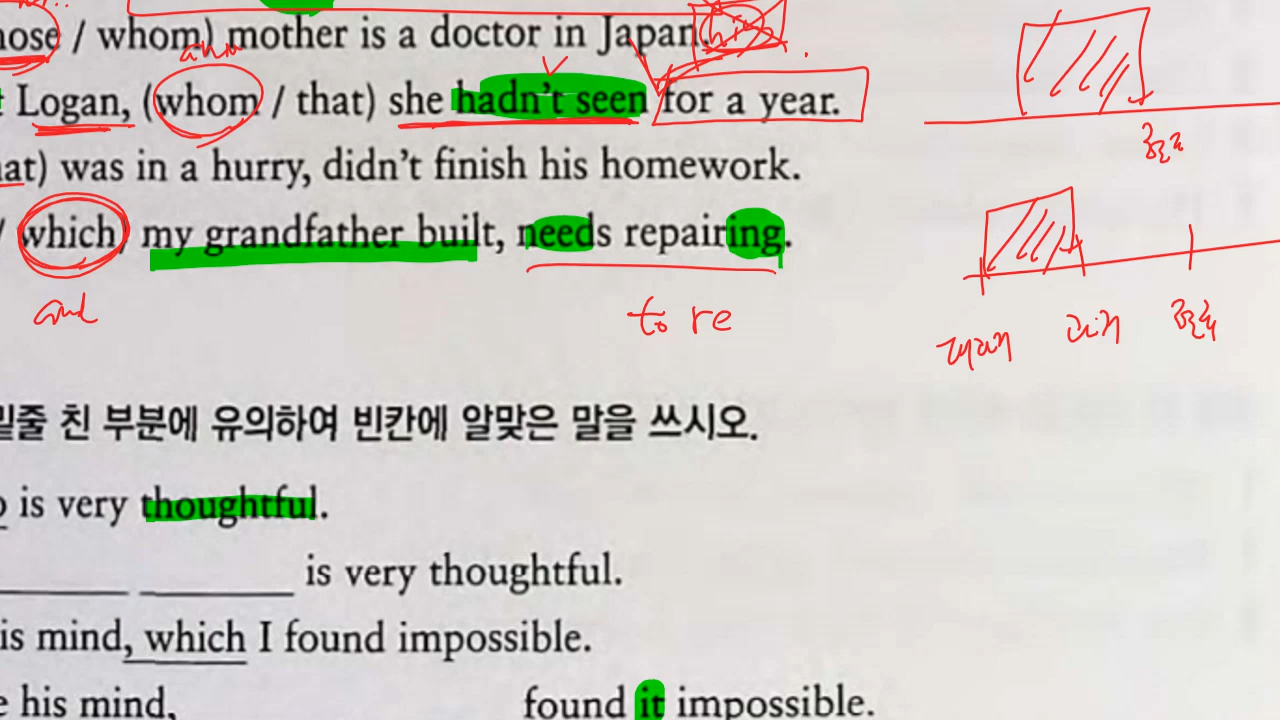 hose / whom) mother is a doctor in Japan.
Logan, (whom / that) she hadn't seen for a year.
at) was in a hurry, didn't finish his homework.
/ which) my grandfather built, needs repairing.
and
to re
밑줄 친 부분에 유의하여 빈칸에 알맞은 말을 쓰시오.
is very thoughtful.
is very thoughtful.
is mind, which I found impossible.
e his mind, found it impossible.